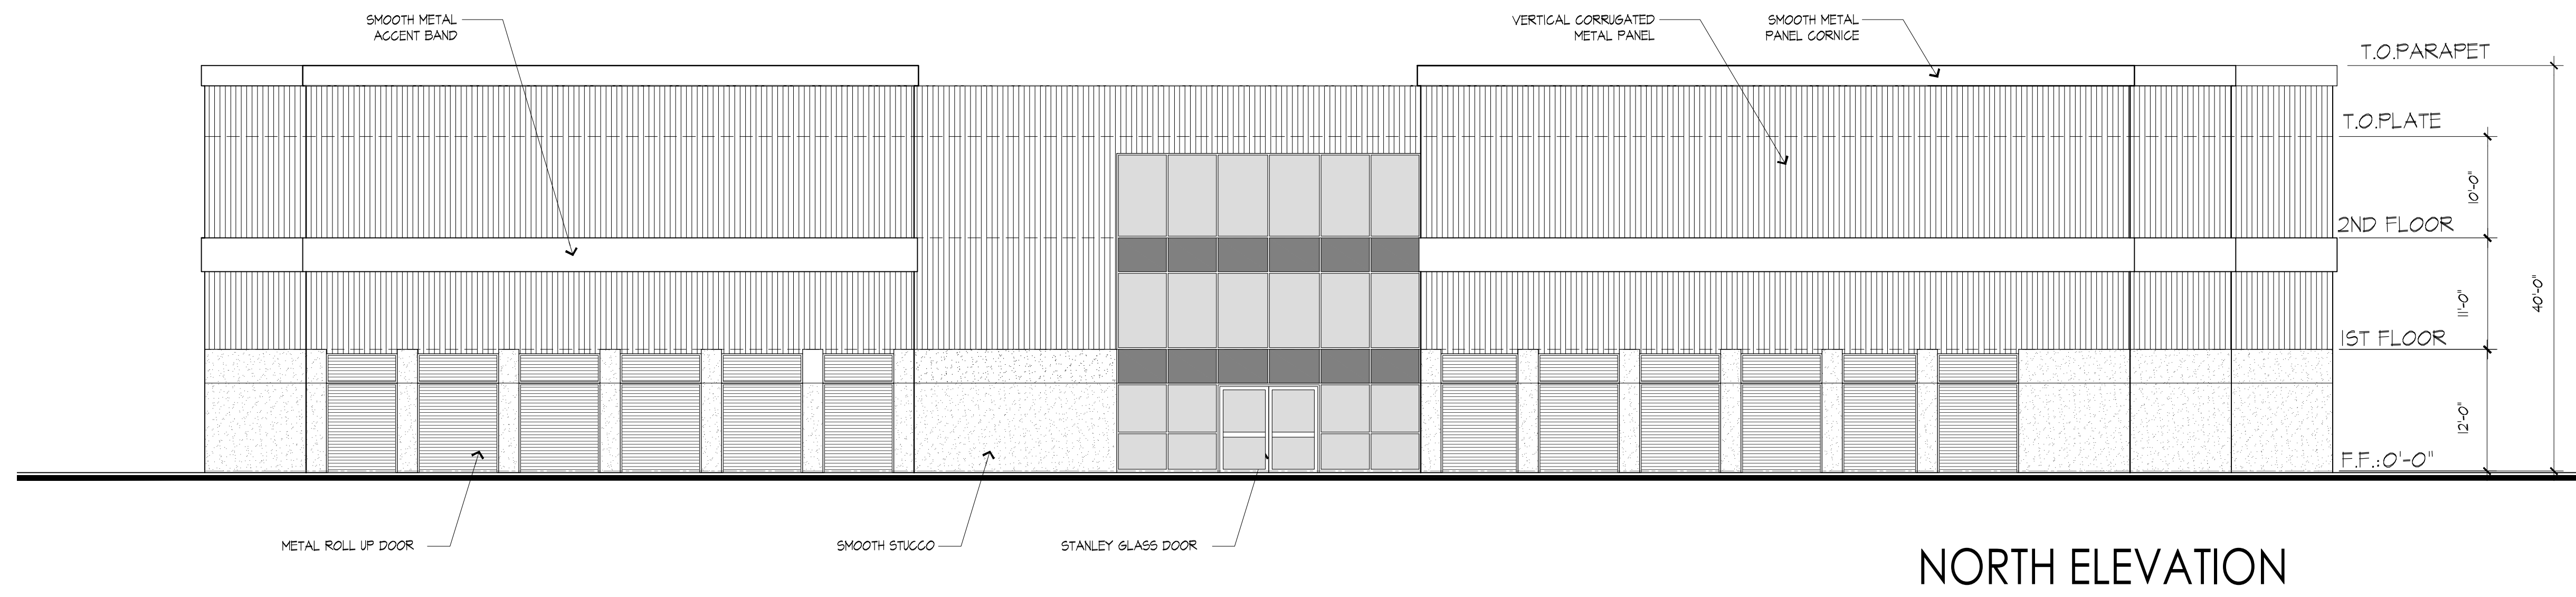 SMOOTH METAL
ACCENT BAND
VERTICAL CORRUGATED
METAL PANEL
SMOOTH METAL
PANEL CORNICE
T.O.PARAPET
T.O.PLATE
10'-0"
2ND FLOOR
40'-0"
11'-0"
1ST FLOOR
12'-0"
F.F.:0'-0"
METAL ROLL UP DOOR
SMOOTH STUCCO
STANLEY GLASS DOOR
NORTH ELEVATION